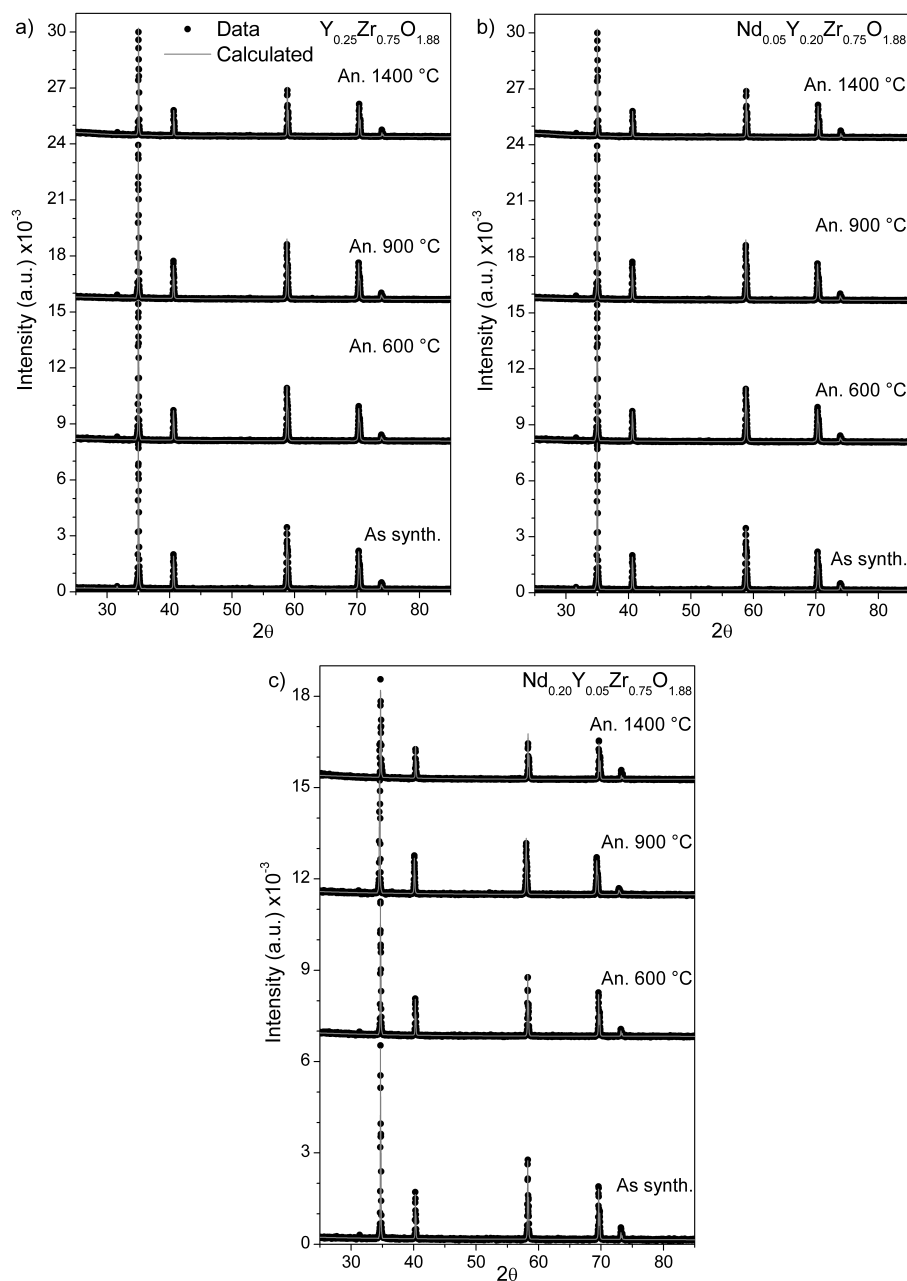 a)
Data
Calculated
Y0.25Zr0.75O1.88
An. 1400 °C
An. 900 °C
An. 600 °C
As synth.
Intensity (a.u.) x10-3
30
27
24
21
18
15
12
9
6
3
0
30 40 50 60 70 80
2θ
b)
Nd0.05Y0.20Zr0.75O1.88
An. 1400 °C
An. 900 °C
An. 600 °C
As synth.
Intensity (a.u.) x10-3
30
27
24
21
18
15
12
9
6
3
0
30 40 50 60 70 80
2θ
c)
Nd0.20Y0.05Zr0.75O1.88
An. 1400 °C
An. 900 °C
An. 600 °C
As synth.
Intensity (a.u.) x10-3
18
15
12
9
6
3
0
30 40 50 60 70 80
2θ